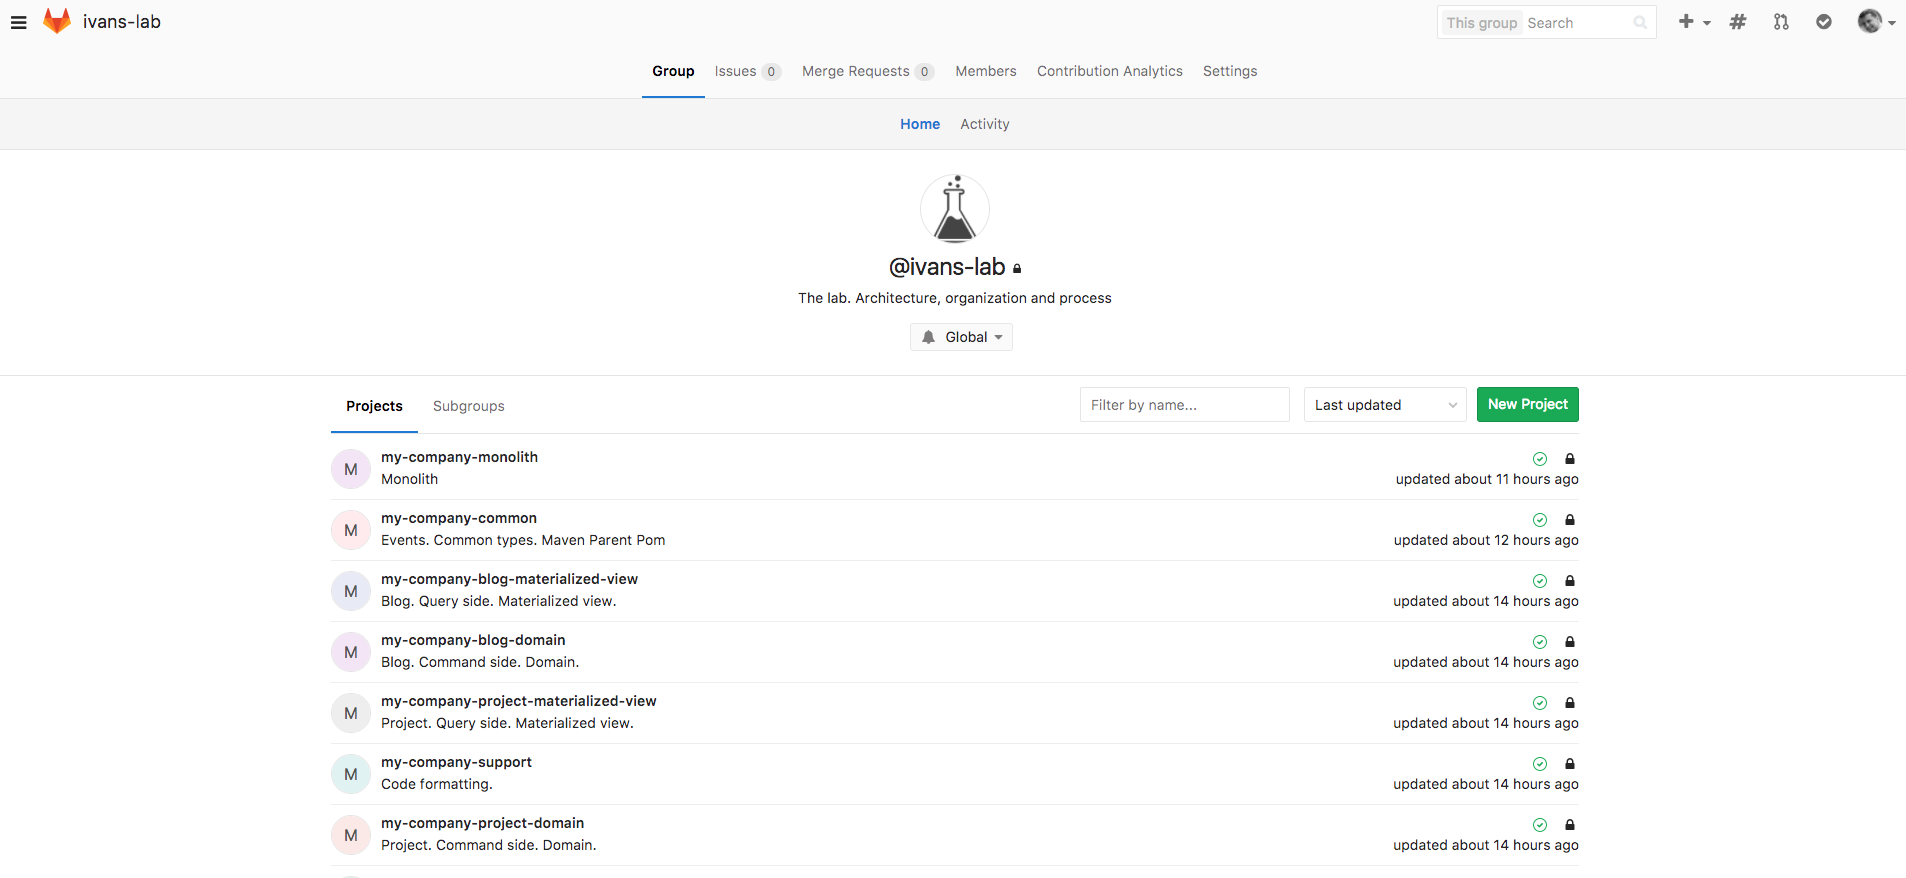 ivans-lab
This group Search
Group Issues 0 Merge Requests 0 Members Contribution Analytics Settings
Home Activity
@ivans-lab
The lab. Architecture, organization and process
Global
Projects Subgroups Filter by name... Last updated New Project
M my-company-monolith
Monolith updated about 11 hours ago
M my-company-common
Events. Common types. Maven Parent Pom updated about 12 hours ago
M my-company-blog-materialized-view
Blog. Query side. Materialized view. updated about 14 hours ago
M my-company-blog-domain
Blog. Command side. Domain. updated about 14 hours ago
M my-company-project-materialized-view
Project. Query side. Materialized view. updated about 14 hours ago
M my-company-support
Code formatting. updated about 14 hours ago
M my-company-project-domain
Project. Command side. Domain. updated about 14 hours ago